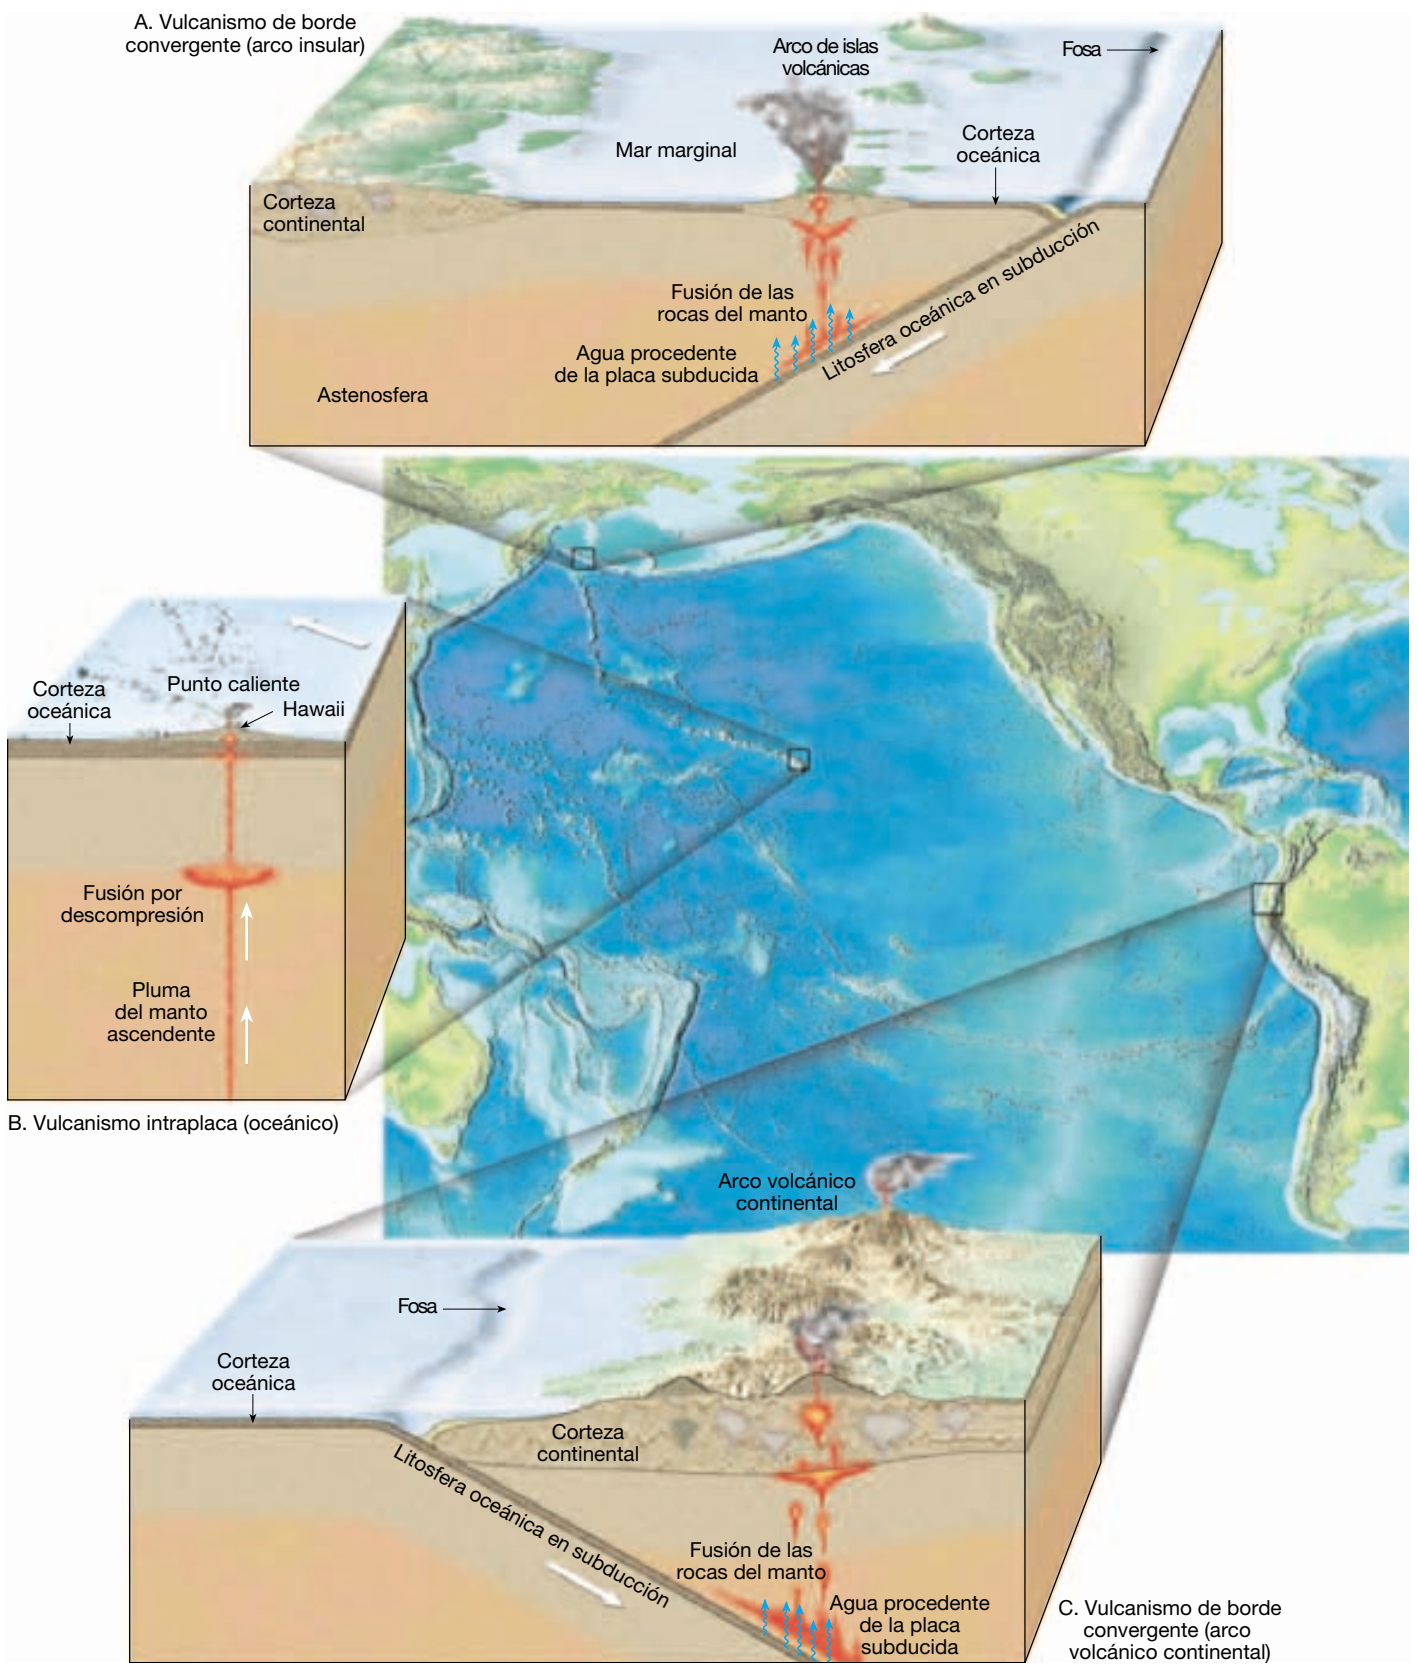 A. Vulcanismo de borde
convergente (arco insular)
Arco de islas
volcánicas
Fosa
Mar marginal
Corteza
oceánica
Corteza
continental
Litosfera oceánica en subducción
Fusión de las
rocas del manto
Agua procedente
de la placa subducida
Astenosfera
Punto caliente
Hawaii
Corteza
oceánica
Fusión por
descompresión
Pluma
del manto
ascendente
B. Vulcanismo intraplaca (oceánico)
Arco volcánico
continental
Fosa
Corteza
oceánica
Corteza
continental
Litosfera oceánica en subducción
Fusión de las
rocas del manto
Agua procedente
de la placa
subducida
C. Vulcanismo de borde
convergente (arco
volcánico continental)